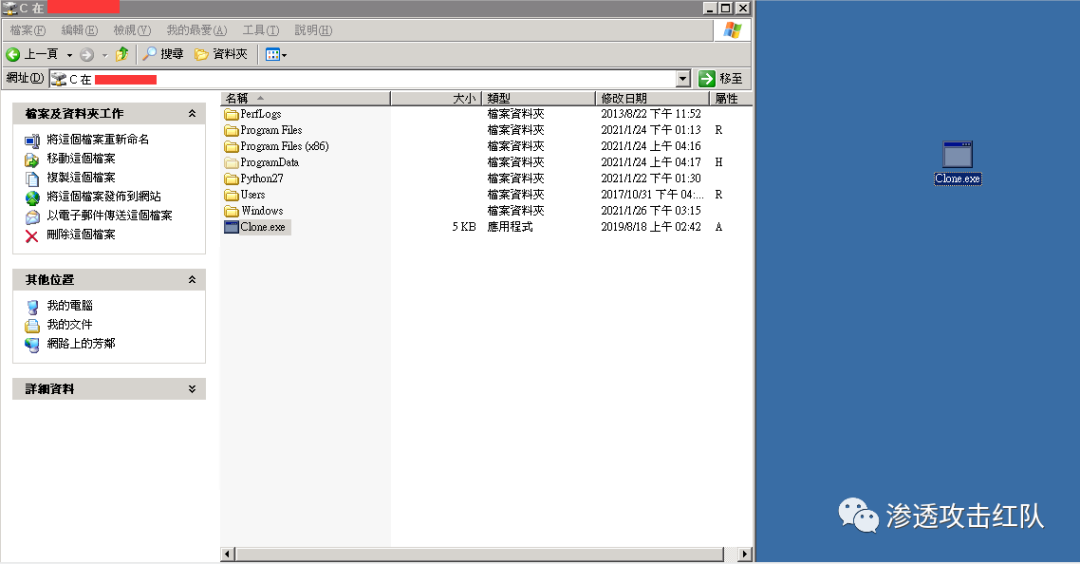 C 在
檔案(F) 編輯(E) 檢視(V) 我的最愛(A) 工具(T) 說明(H)
上一頁 搜尋 資料夾
網址(D) C 在 移至
檔案及資料夾工作
將這個檔案重新命名
移動這個檔案
複製這個檔案
將這個檔案發佈到網站
以電子郵件傳送這個檔案
刪除這個檔案
其他位置
我的電腦
我的文件
網路上的芳鄰
詳細資料
名稱 大小 類型 修改日期 屬性
PerfLogs 檔案資料夾 2013/8/22 下午 11:52
Program Files 檔案資料夾 2021/1/24 下午 01:13 R
Program Files (x86) 檔案資料夾 2021/1/24 上午 04:16
ProgramData 檔案資料夾 2021/1/24 上午 04:17 H
Python27 檔案資料夾 2021/1/22 下午 01:30
Users 檔案資料夾 2017/10/31 下午 04:... R
Windows 檔案資料夾 2021/1/26 下午 03:15
Clone.exe 5 KB 應用程式 2019/8/18 上午 02:42 A
Clone.exe
渗透攻击红队